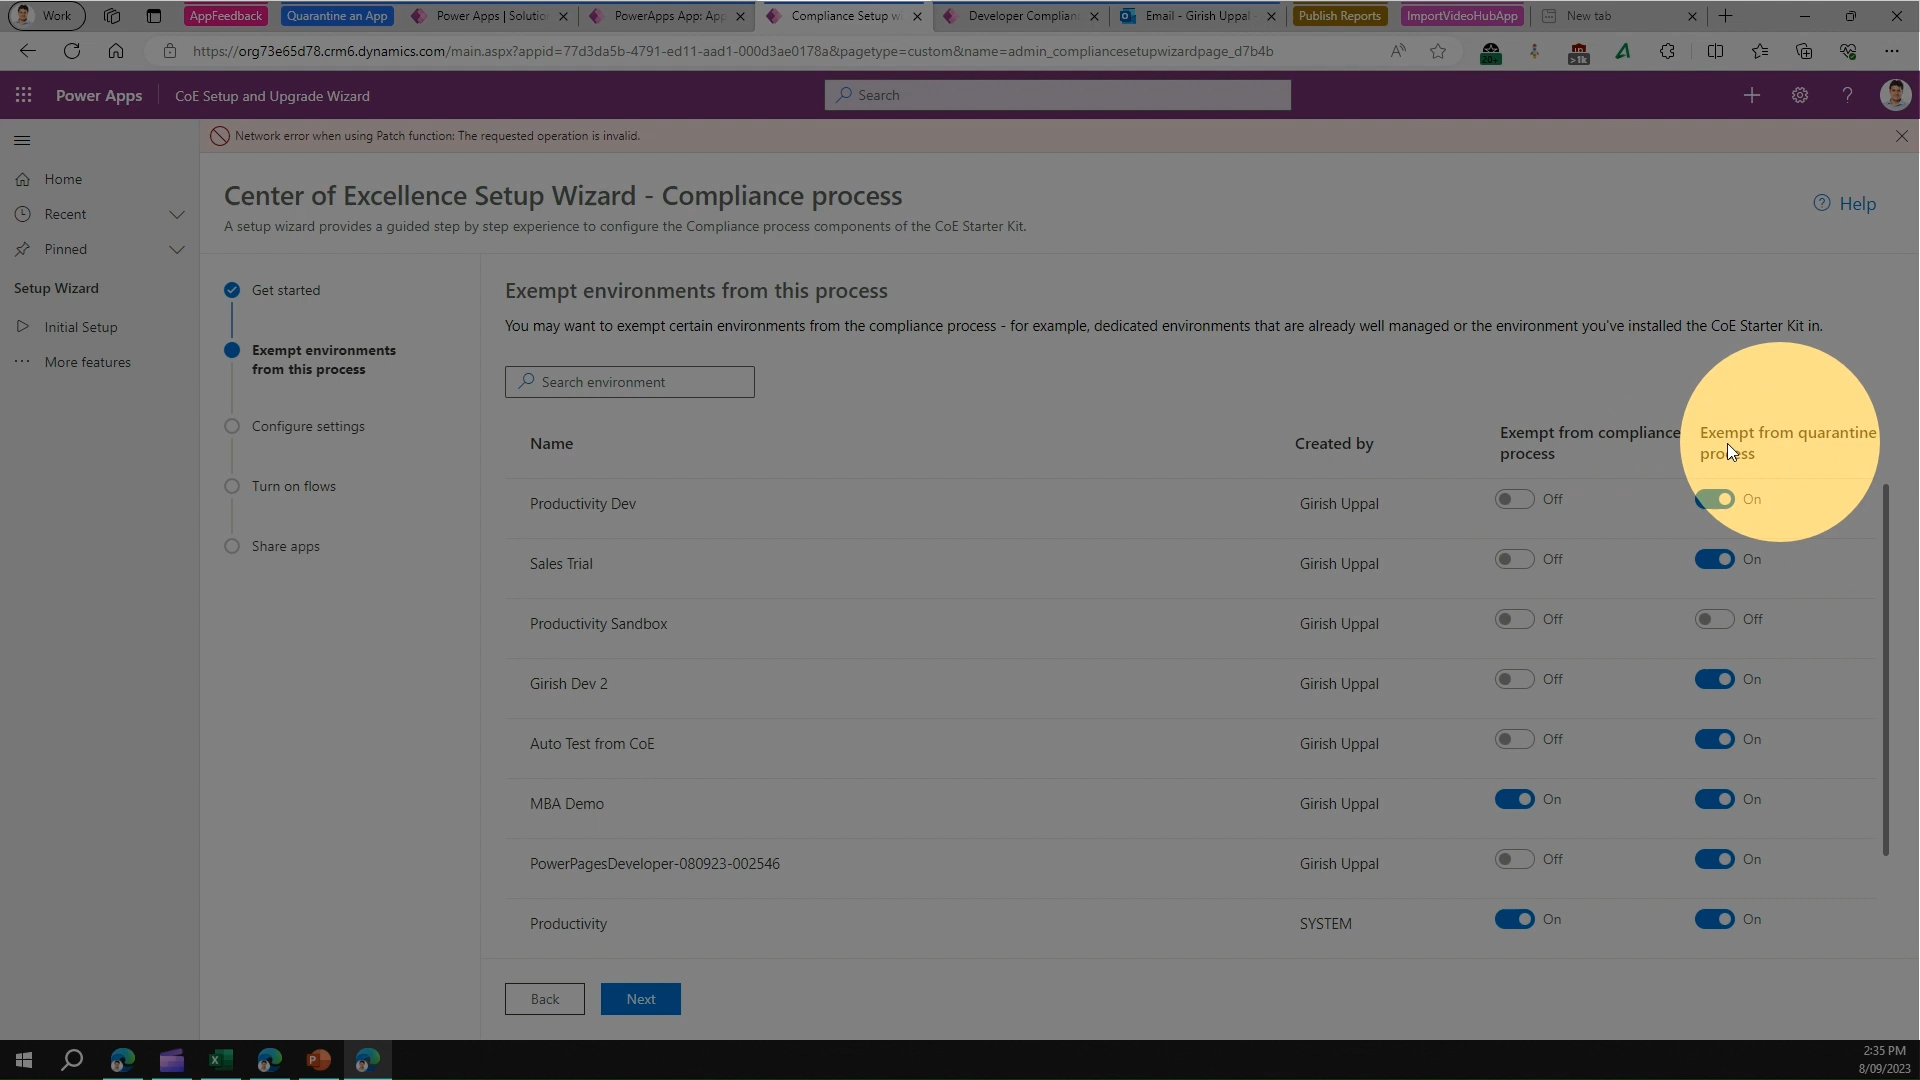 Work
AppFeedback
Quarantine an App
Power Apps | Solutio
PowerApps App: Ap
Compliance Setup w
Developer Complian
Email - Girish Uppal
Publish Reports
ImportVideoHubApp
New tab
https://org73e65d78.crm6.dynamics.com/main.aspx?appid=77d3da5b-4791-ed11-aad1-000d3ae0178a&pagetype=custom&name=admin_compliancesetupwizardpage_d7b4b
20+
>1k
Power Apps
CoE Setup and Upgrade Wizard
Search
Network error when using Patch function: The requested operation is invalid.
Home
Recent
Pinned
Setup Wizard
Initial Setup
More features
Center of Excellence Setup Wizard - Compliance process
A setup wizard provides a guided step by step experience to configure the Compliance process components of the CoE Starter Kit.
Help
Get started
Exempt environments
from this process
Configure settings
Turn on flows
Share apps
Exempt environments from this process
You may want to exempt certain environments from the compliance process - for example, dedicated environments that are already well managed or the environment you've installed the CoE Starter Kit in.
Search environment
Name Created by Exempt from compliance process Exempt from quarantine process
Productivity Dev Girish Uppal Off On
Sales Trial Girish Uppal Off On
Productivity Sandbox Girish Uppal Off Off
Girish Dev 2 Girish Uppal Off On
Auto Test from CoE Girish Uppal Off On
MBA Demo Girish Uppal On On
PowerPagesDeveloper-080923-002546 Girish Uppal Off On
Productivity SYSTEM On On
Back Next
2:35 PM
8/09/2023